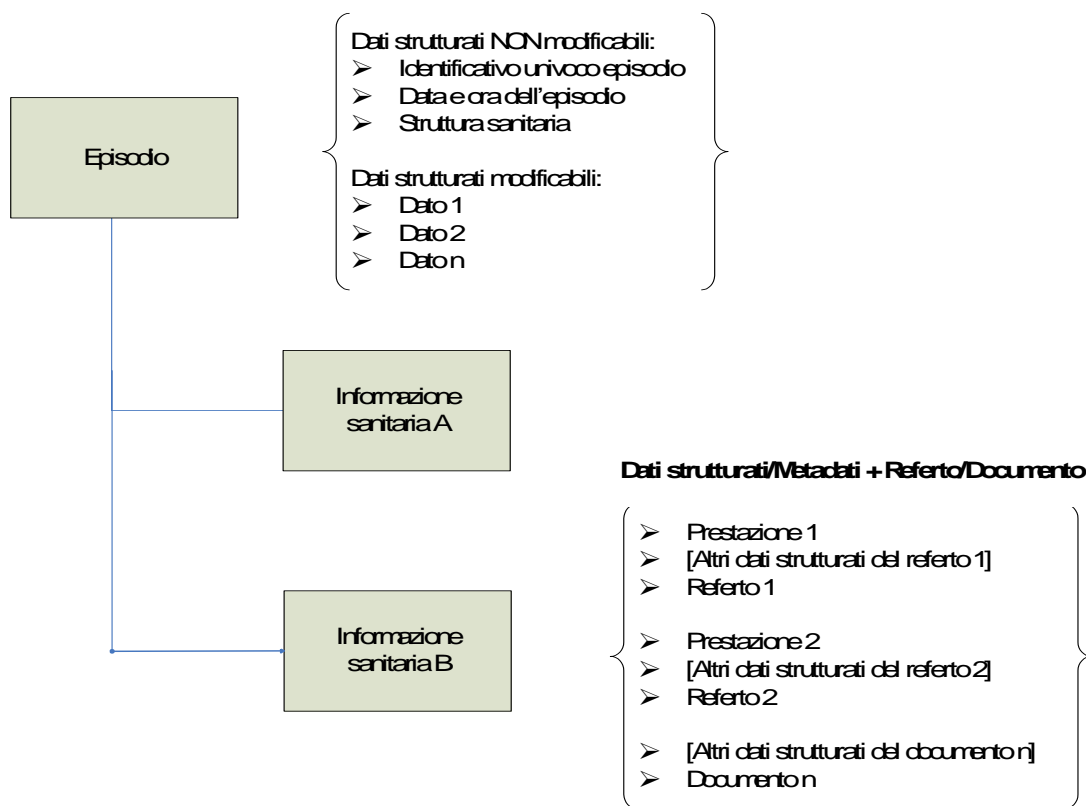 Dati strutturati NON modificabili:
➢ Identificativo univoco episodio
➢ Data e ora dell'episodio
➢ Struttura sanitaria
Episodio
Dati strutturati modificabili:
➢ Dato 1
➢ Dato 2
➢ Dato n
Informazione
sanitaria A
Dati strutturati/Metadati + Referto/Documento
➢ Prestazione 1
➢ [Altri dati strutturati del referto 1]
➢ Referto 1
Informazione
sanitaria B
➢ Prestazione 2
➢ [Altri dati strutturati del referto 2]
➢ Referto 2
➢ [Altri dati strutturati del documento n]
➢ Documento n